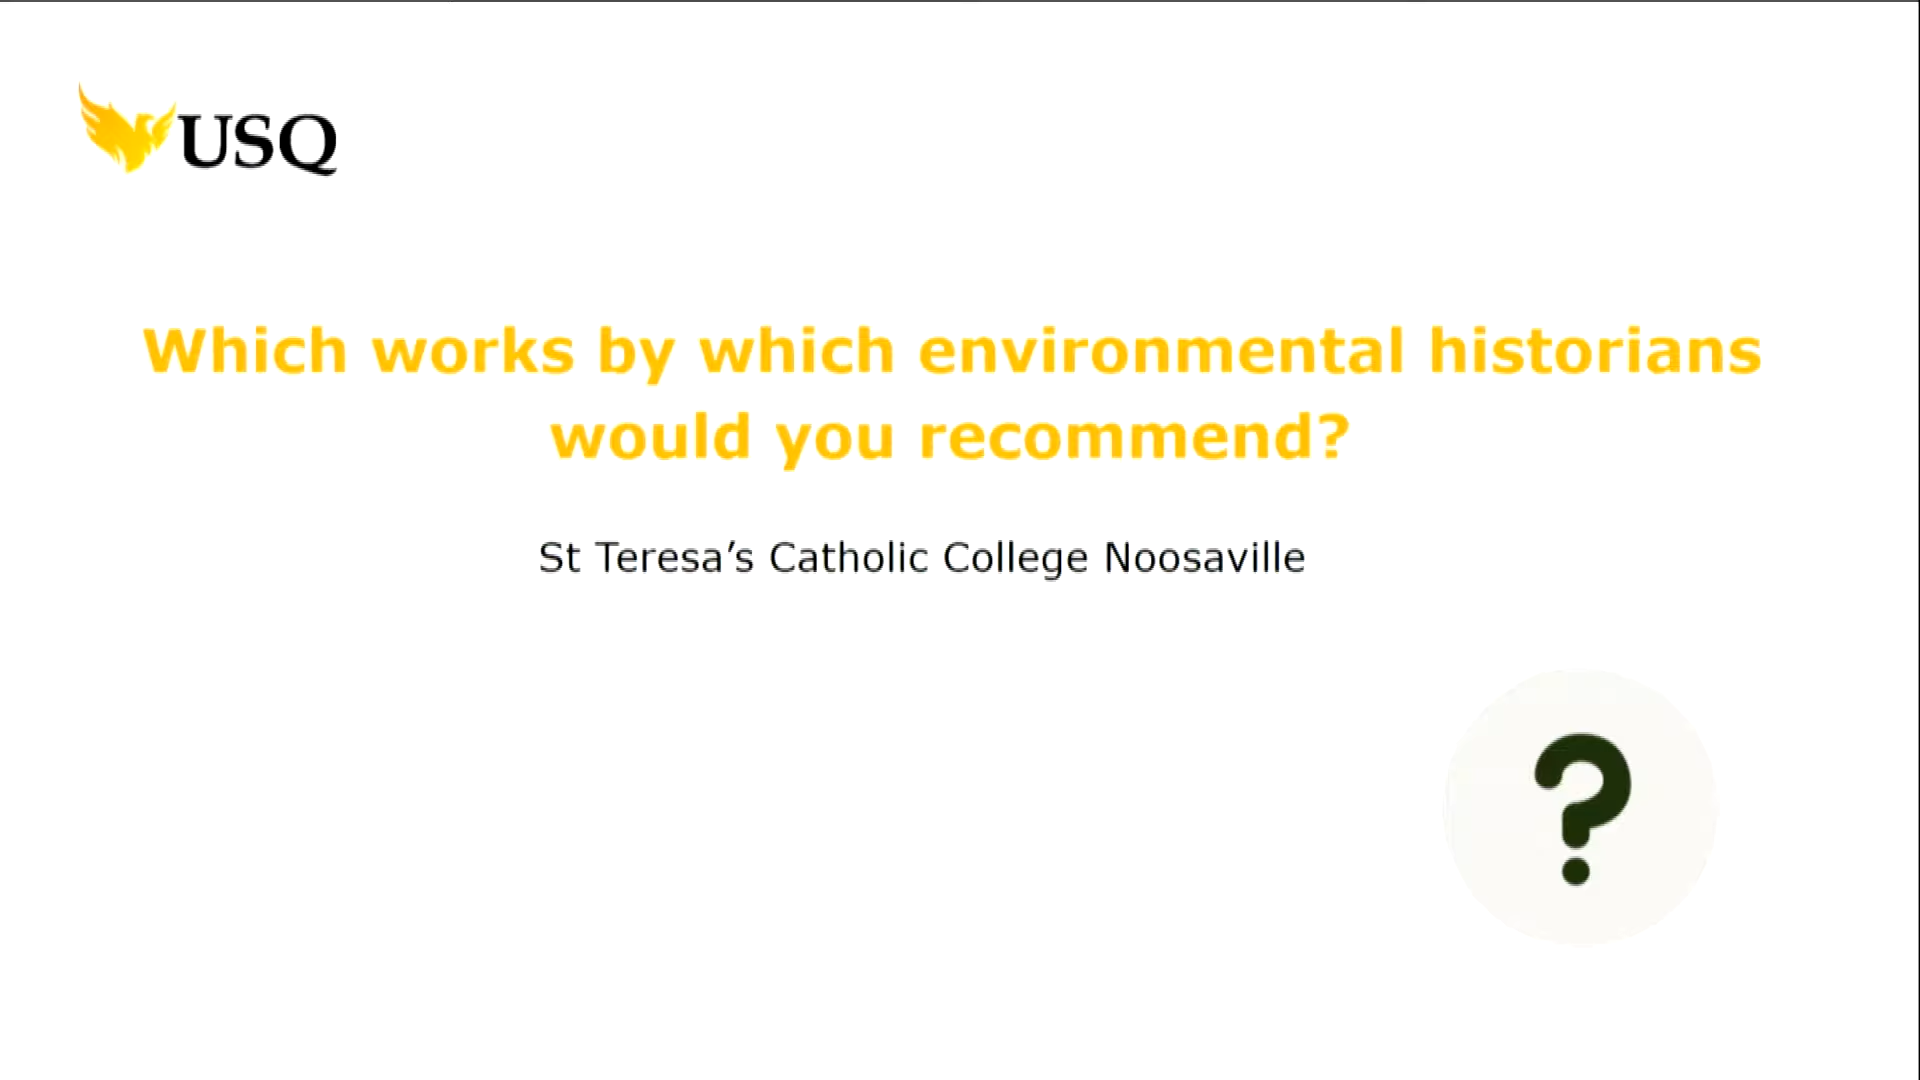 USQ
Which works by which environmental historians
would you recommend?
St Teresa’s Catholic College Noosaville
?